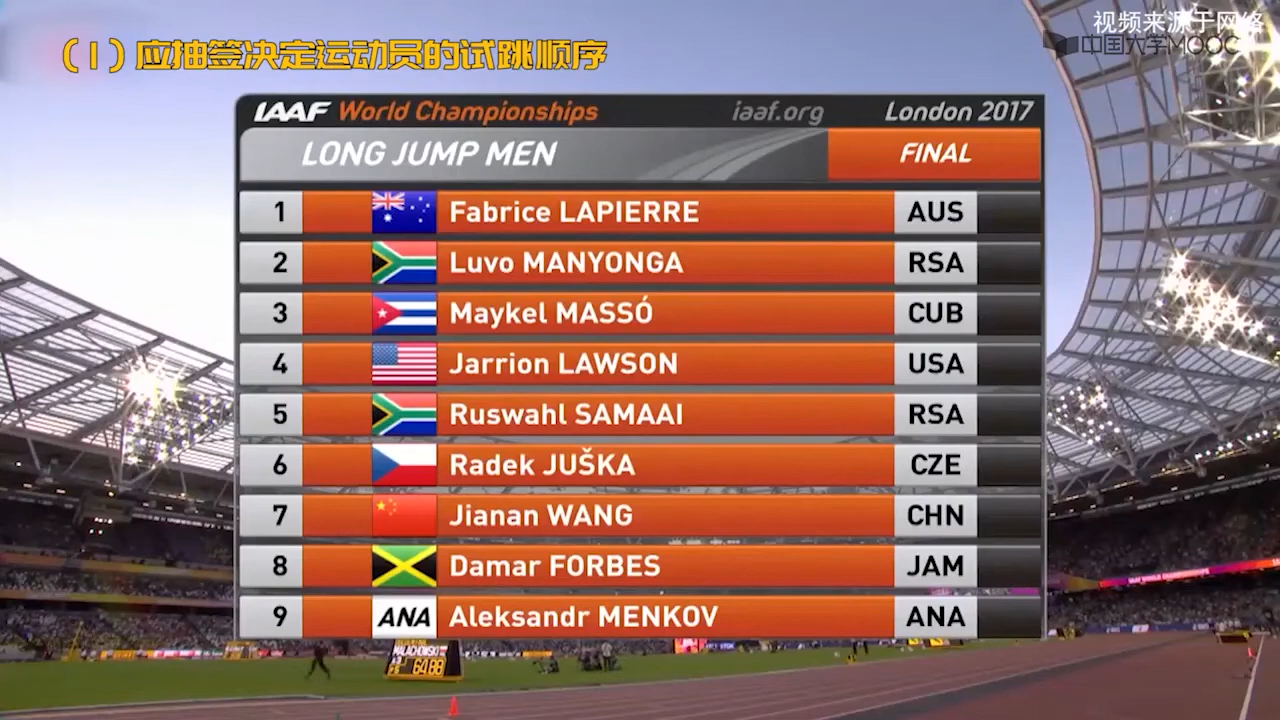 视频来源于网络
中国大学MOOC
(1)应抽签决定运动员的试跳顺序
IAAF World Championships iaaf.org London 2017
LONG JUMP MEN FINAL
1 Fabrice LAPIERRE AUS
2 Luvo MANYONGA RSA
3 Maykel MASSÓ CUB
4 Jarrion LAWSON USA
5 Ruswahl SAMAAI RSA
6 Radek JUŠKA CZE
7 Jianan WANG CHN
8 Damar FORBES JAM
9 ANA Aleksandr MENKOV ANA
MALACHOWSKI
64.88